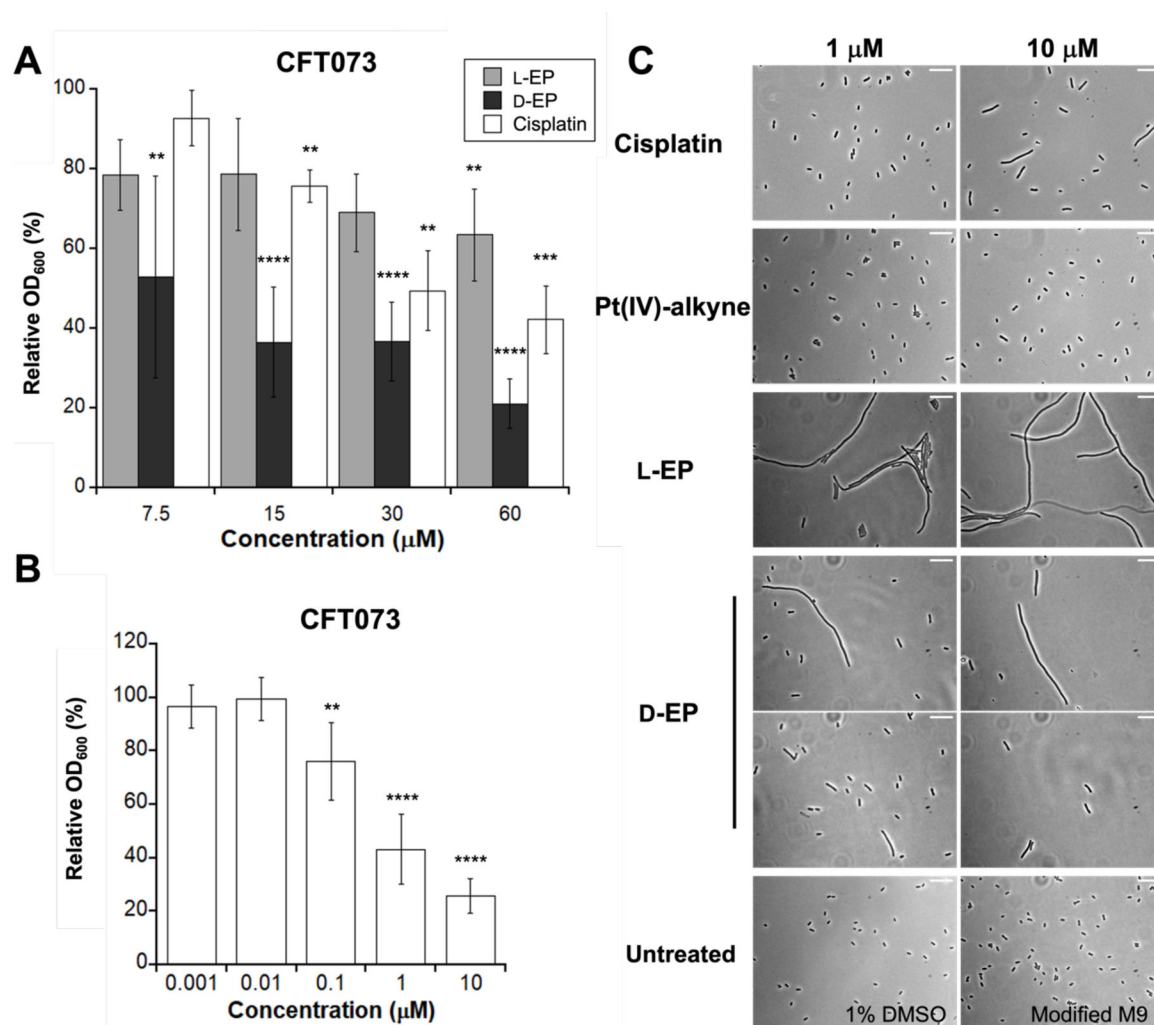 A
CFT073
L-EP
D-EP
Cisplatin
100
80
60
40
20
0
Relative OD600 (%)
** ** ** **
**** **** *** ****
7.5 15 30 60
Concentration (μM)
B
CFT073
120
100
80
60
40
20
0
Relative OD600 (%)
**
****
****
0.001 0.01 0.1 1 10
Concentration (μM)
C
1 μM 10 μM
Cisplatin
Pt(IV)-alkyne
L-EP
D-EP
Untreated
1% DMSO Modified M9